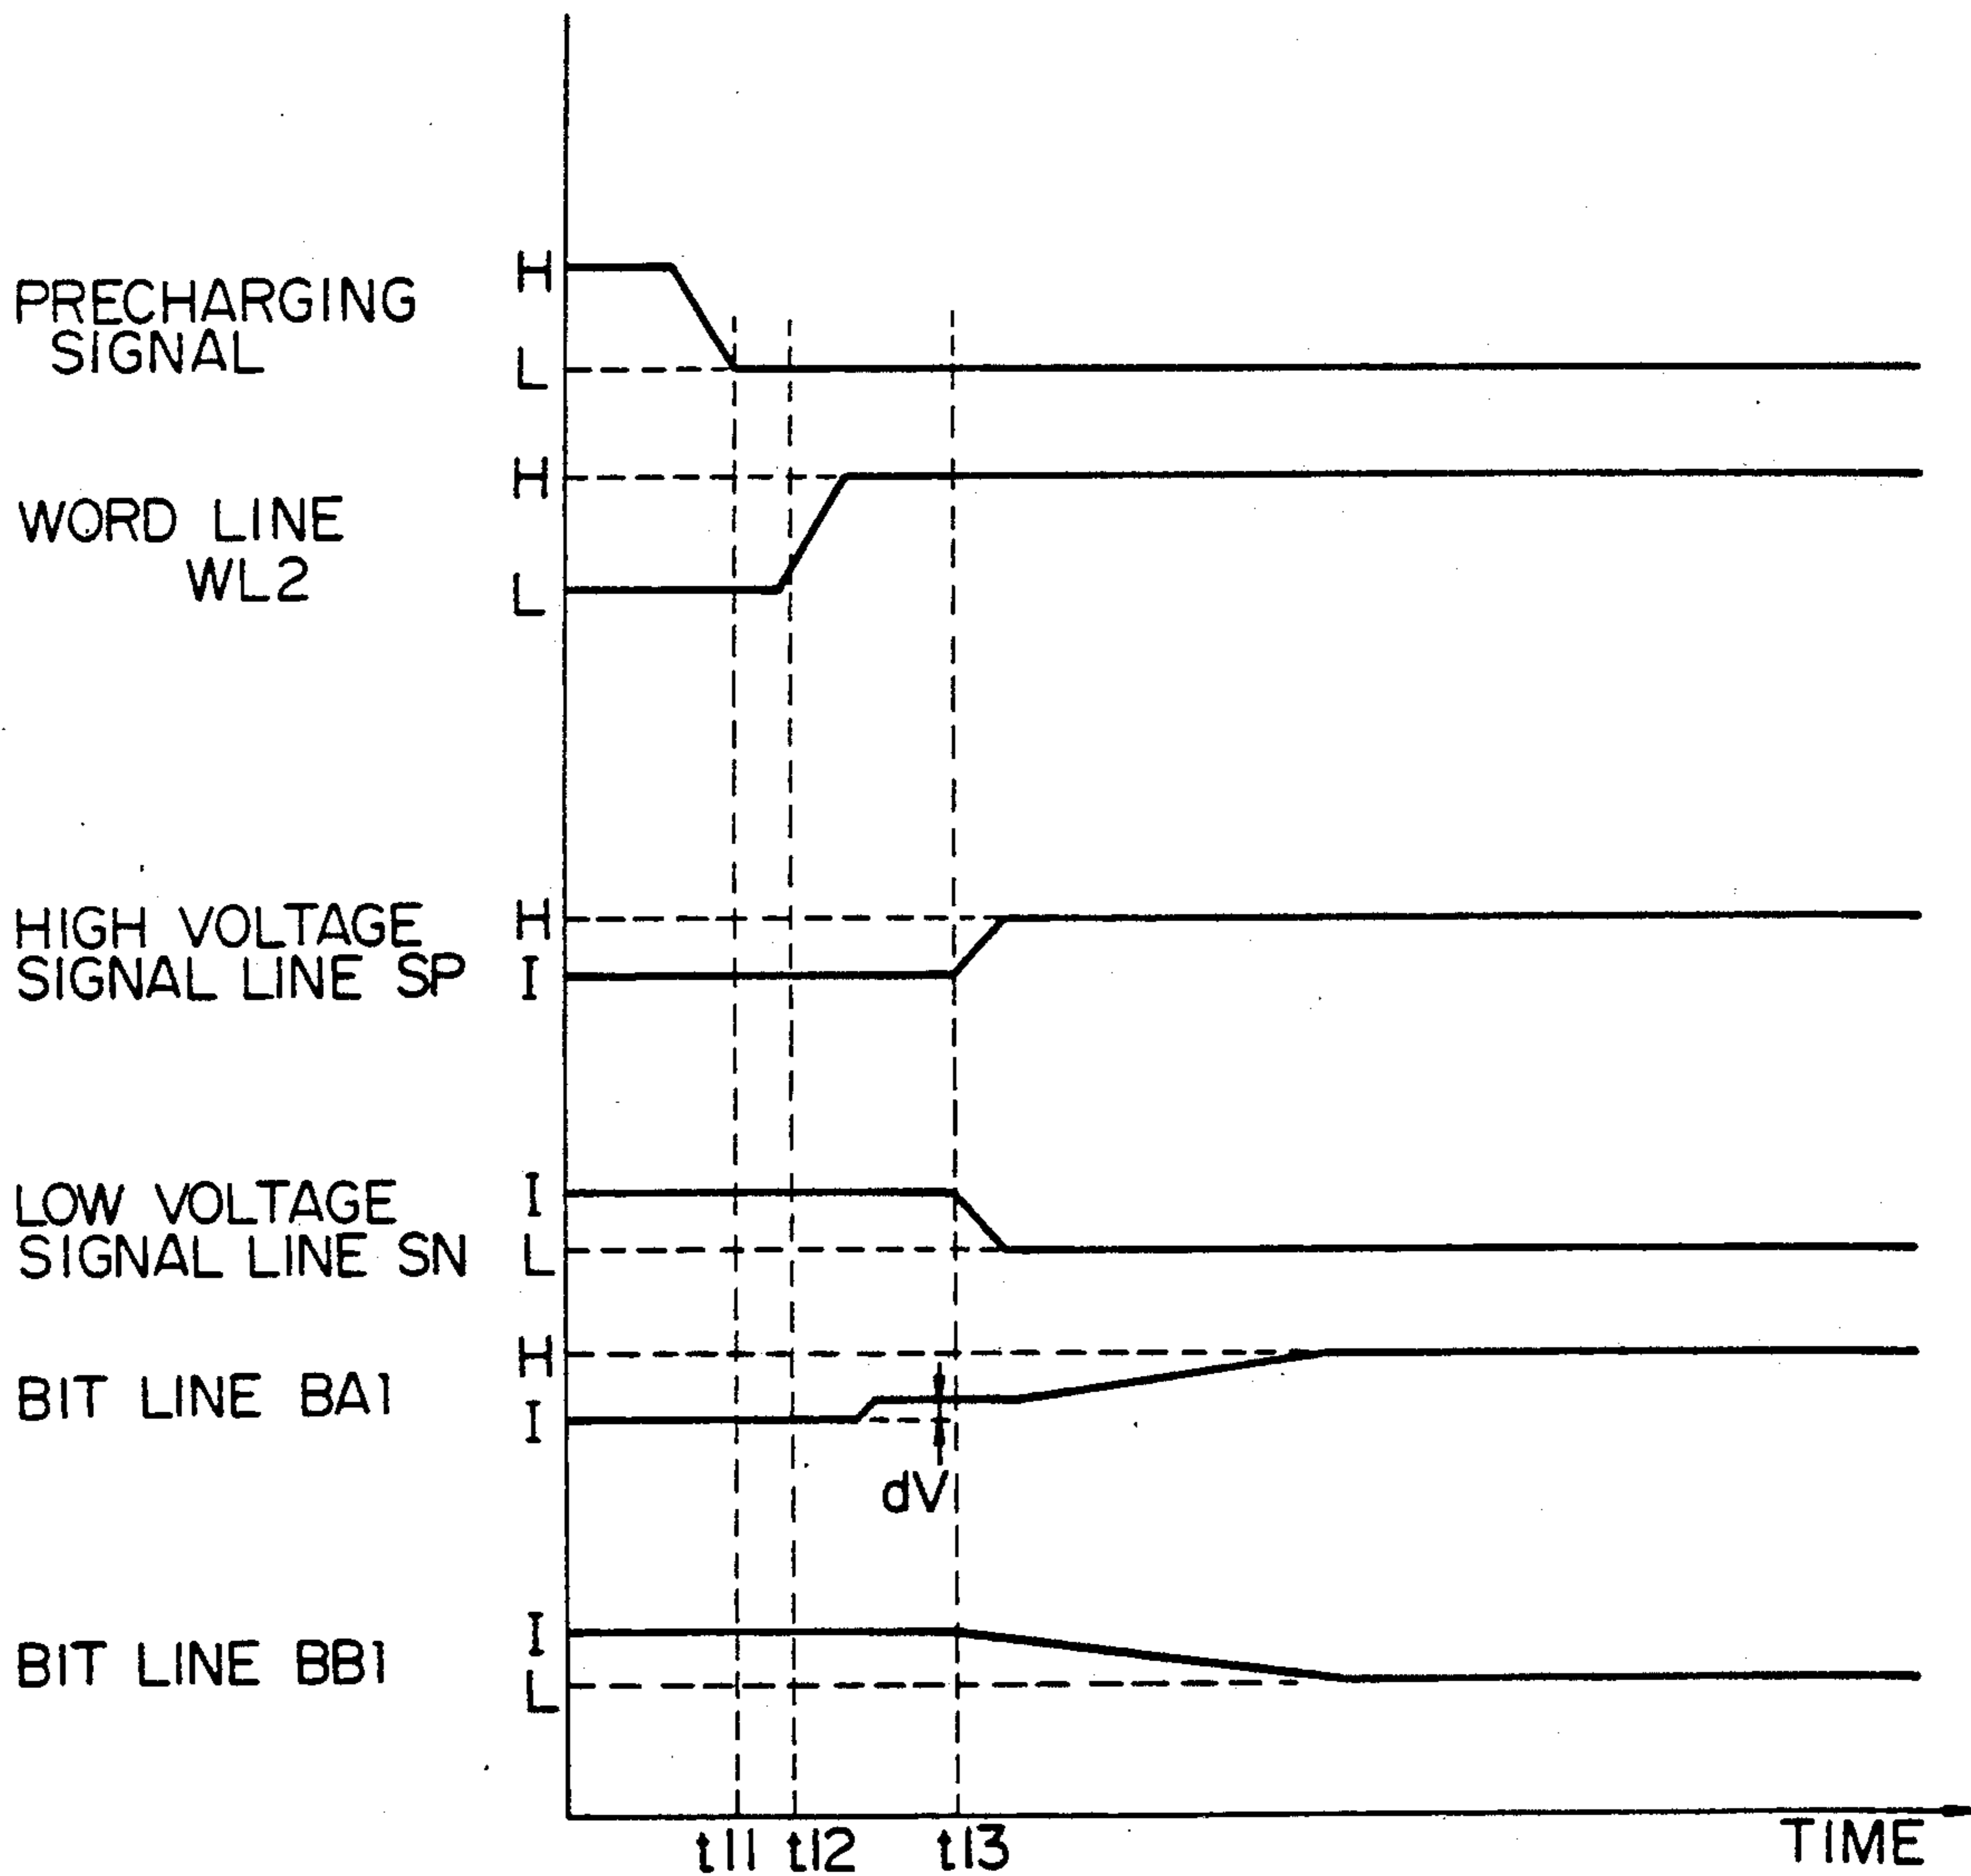 PRECHARGING
SIGNAL
H
L
WORD LINE
WL2
H
L
HIGH VOLTAGE
SIGNAL LINE SP
H
I
LOW VOLTAGE
SIGNAL LINE SN
I
L
BIT LINE BA1
H
I
dV
BIT LINE BB1
I
L
t11 t12 t13 TIME